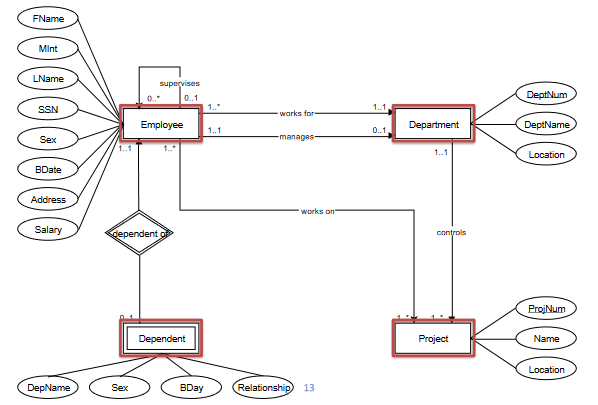 FName
MInt
LName
SSN
Sex
BDate
Address
Salary
supervises
0..*
0..1
Employee
1..*
works for
1..1
1..1
manages
0..1
Department
DeptNum
DeptName
Location
1..1
1..*
1..1
works on
controls
dependent of
0..1
1..*
1..*
Dependent
Project
ProjNum
Name
Location
DepName
Sex
BDay
Relationship
13